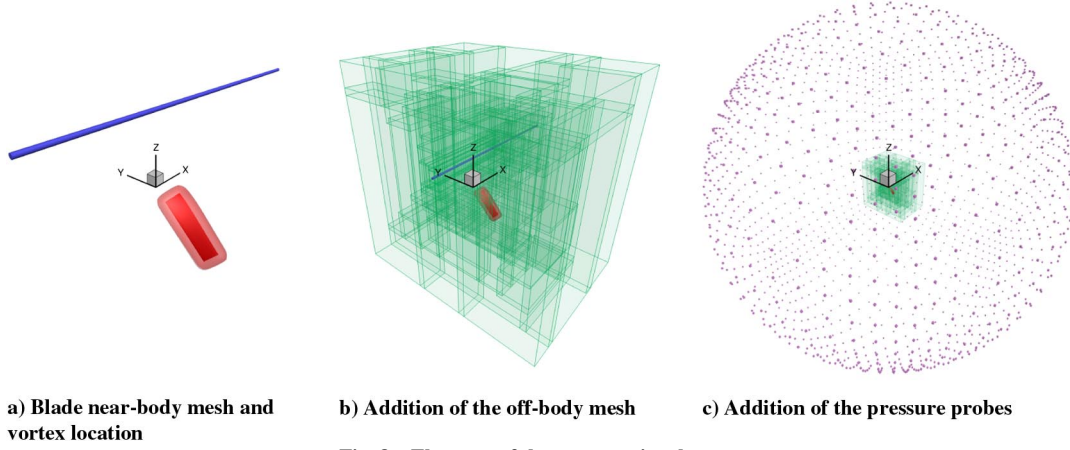 Z
Y
X
Z
Y
X
Z
Y
X
a) Blade near-body mesh and
vortex location
b) Addition of the off-body mesh
c) Addition of the pressure probes